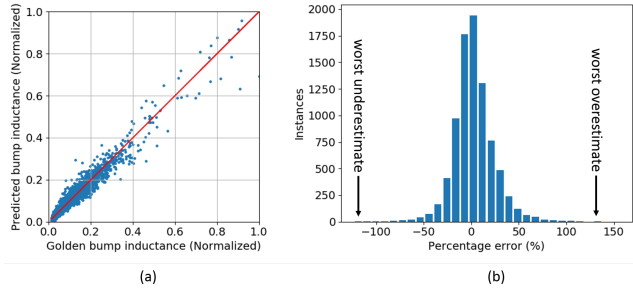 1.0
0.8
0.6
0.4
0.2
0.0
0.0 0.2 0.4 0.6 0.8 1.0
Predicted bump inductance (Normalized)
Golden bump inductance (Normalized)
(a)
2000
1750
1500
1250
1000
750
500
250
0
−100 −50 0 50 100 150
Instances
Percentage error (%)
worst underestimate
worst overestimate
(b)